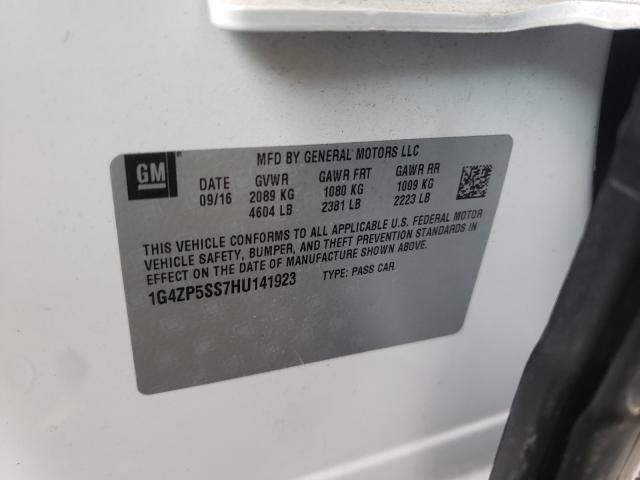 GM
MFD BY GENERAL MOTORS LLC
DATE GVWR GAWR FRT GAWR RR
09/16 2089 KG 1080 KG 1009 KG
4604 LB 2381 LB 2223 LB
THIS VEHICLE CONFORMS TO ALL APPLICABLE U.S. FEDERAL MOTOR
VEHICLE SAFETY, BUMPER, AND THEFT PREVENTION STANDARDS IN
EFFECT ON THE DATE OF MANUFACTURE SHOWN ABOVE.
1G4ZP5SS7HU141923 TYPE: PASS CAR